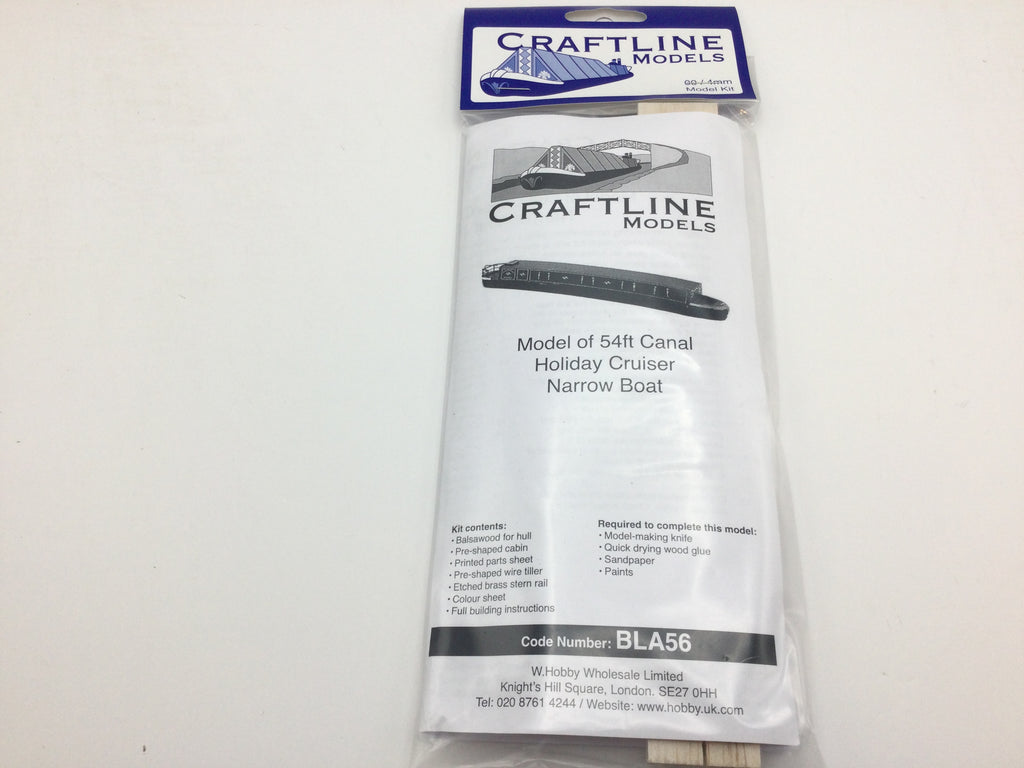 CRAFTLINE
MODELS
00 / 4mm
Model Kit
CRAFTLINE
MODELS
Model of 54ft Canal
Holiday Cruiser
Narrow Boat
Kit contents:
• Balsawood for hull
• Pre-shaped cabin
• Printed parts sheet
• Pre-shaped wire tiller
• Etched brass stern rail
• Colour sheet
• Full building instructions
Required to complete this model:
• Model-making knife
• Quick drying wood glue
• Sandpaper
• Paints
Code Number: BLA56
W.Hobby Wholesale Limited
Knight's Hill Square, London. SE27 0HH
Tel: 020 8761 4244 / Website: www.hobby.uk.com